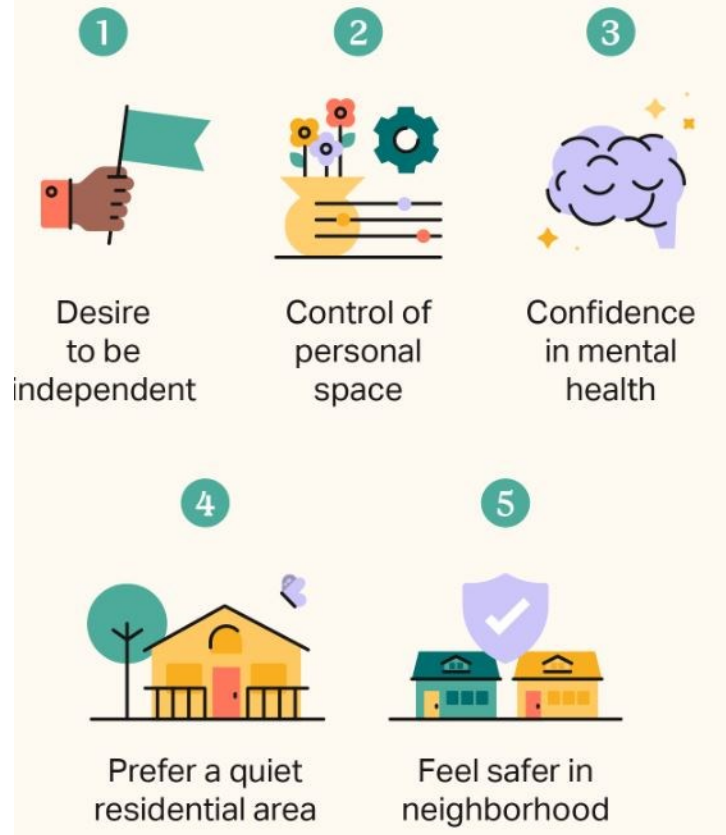 1
2
3
Desire
to be
independent
Control of
personal
space
Confidence
in mental
health
4
5
Prefer a quiet
residential area
Feel safer in
neighborhood